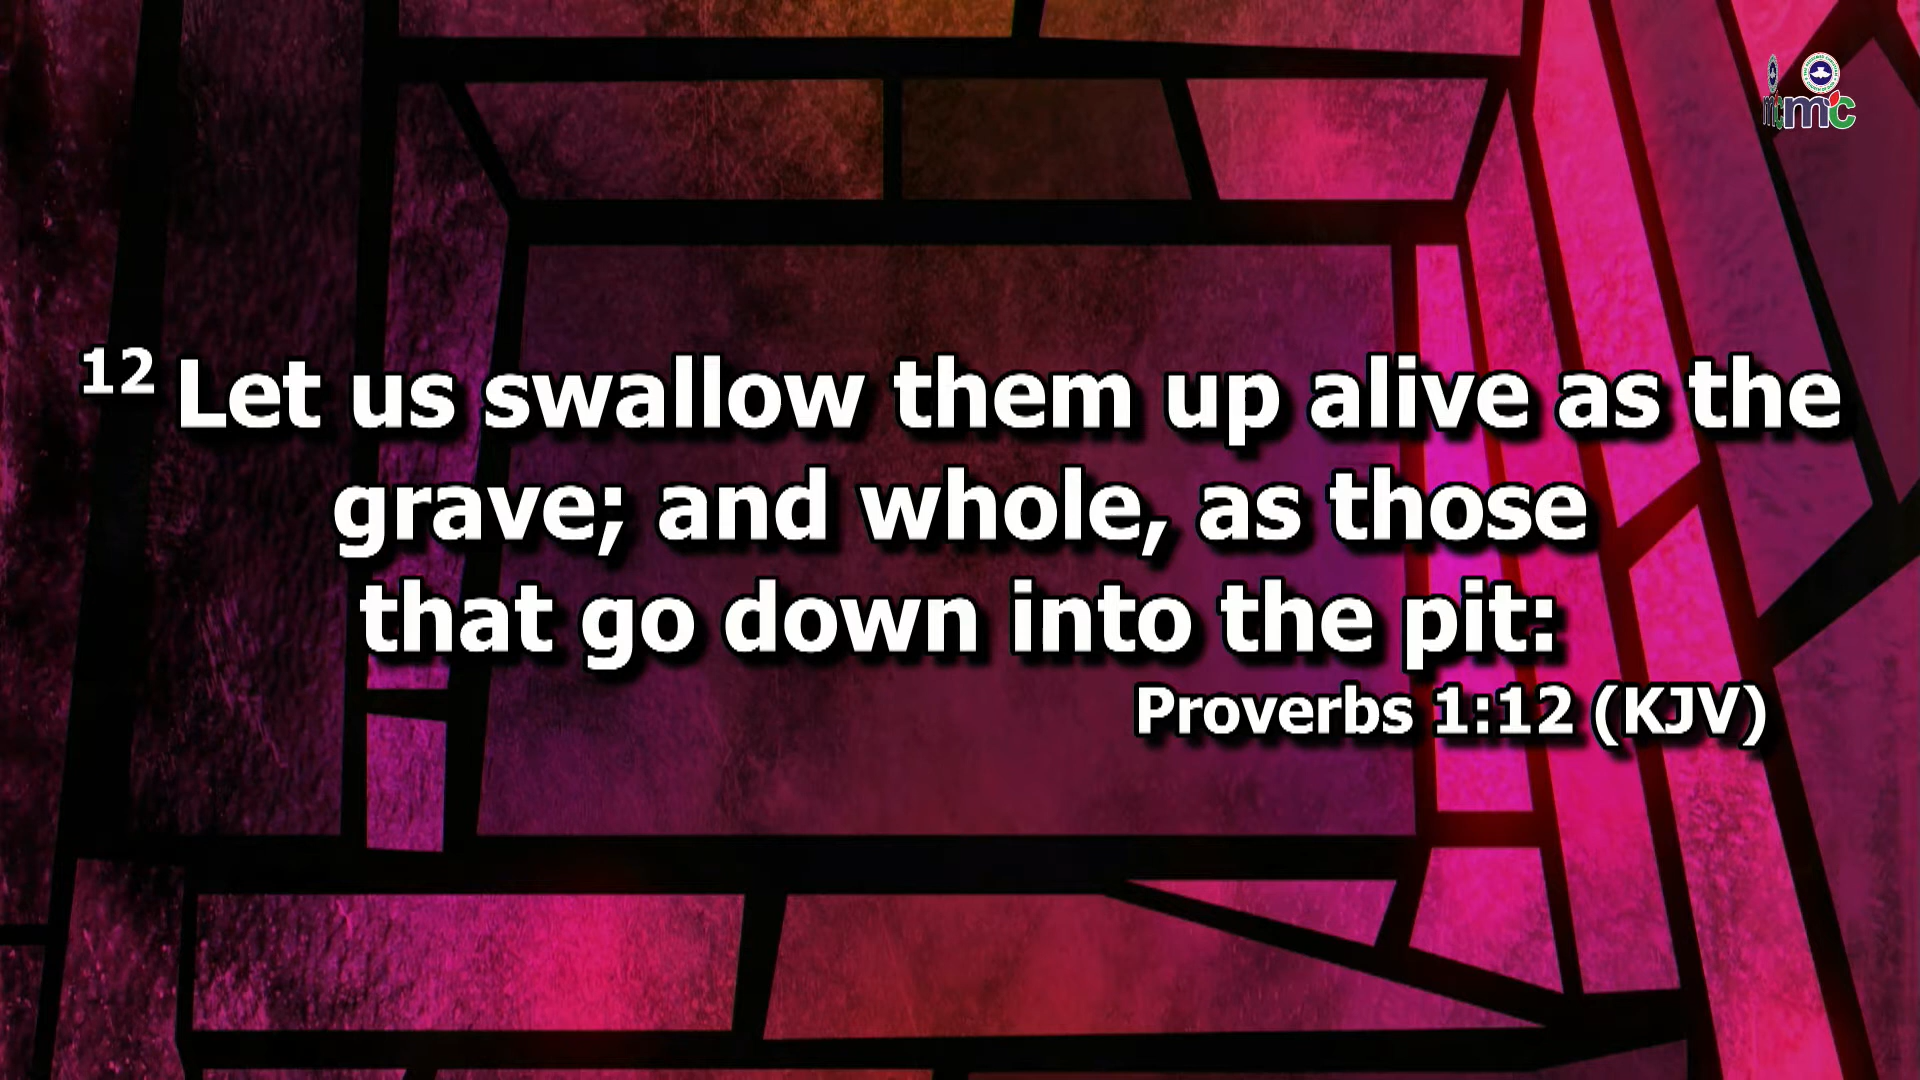 12 Let us swallow them up alive as the
grave; and whole, as those
that go down into the pit:
Proverbs 1:12 (KJV)
mc